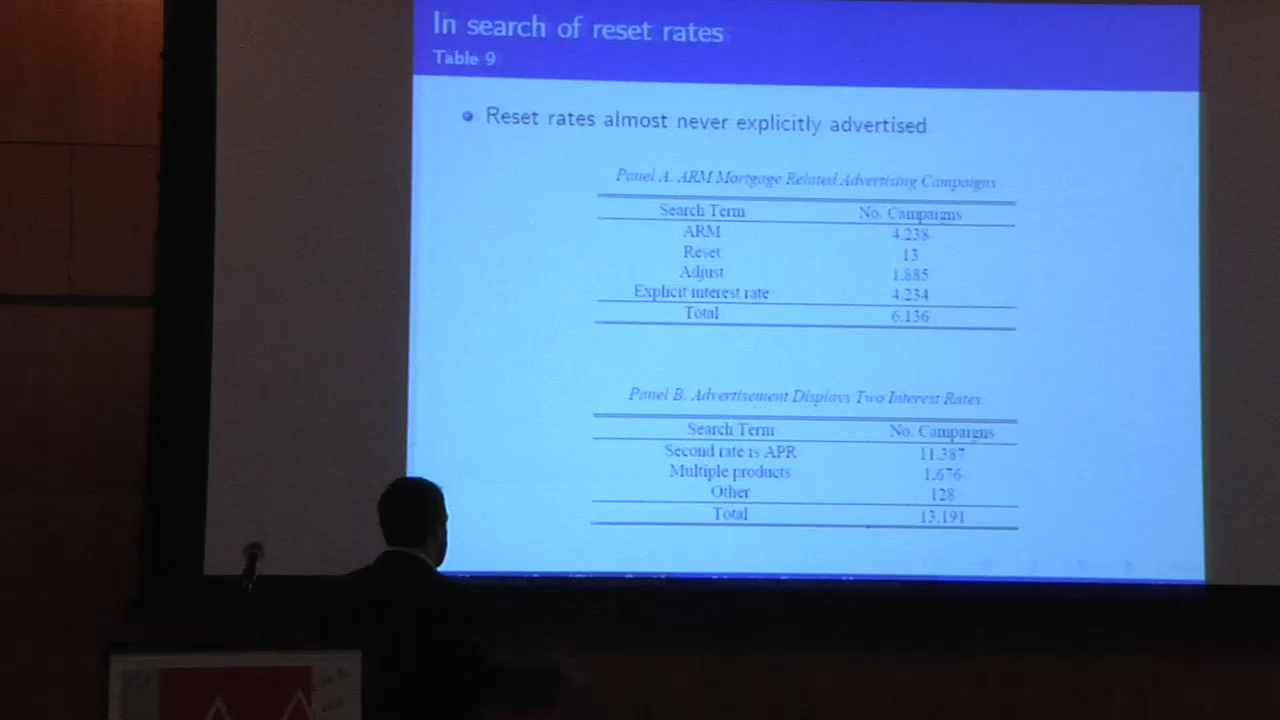 In search of reset rates
Table 9
Reset rates almost never explicitly advertised
Panel A. ARM Mortgage Related Advertising Campaigns
Search Term No. Campaigns
ARM 4,238
Reset 13
Adjust 1,885
Explicit interest rate 4,234
Total 6,136
Panel B. Advertisement Displays Two Interest Rates
Search Term No. Campaigns
Second rate is APR 11,387
Multiple products 1,676
Other 128
Total 13,191